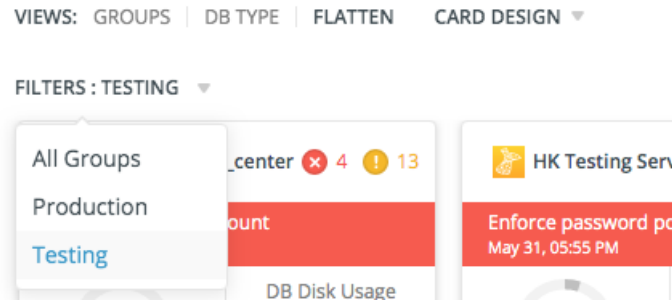 VIEWS: GROUPS DB TYPE FLATTEN CARD DESIGN
FILTERS : TESTING
All Groups
Production
Testing
_center 4 13
ount
DB Disk Usage
HK Testing Serv
Enforce password po
May 31, 05:55 PM